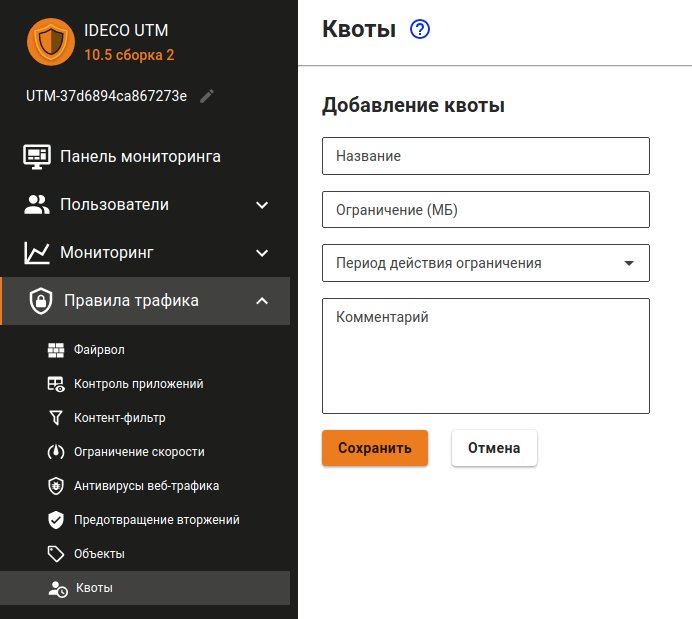 IDECO UTM
10.5 сборка 2
UTM-37d6894ca867273e
Панель мониторинга
Пользователи
Мониторинг
Правила трафика
Файрвол
Контроль приложений
Контент-фильтр
Ограничение скорости
Антивирусы веб-трафика
Предотвращение вторжений
Объекты
Квоты
Квоты ?
Добавление квоты
Название
Ограничение (МБ)
Период действия ограничения
Комментарий
Сохранить Отмена